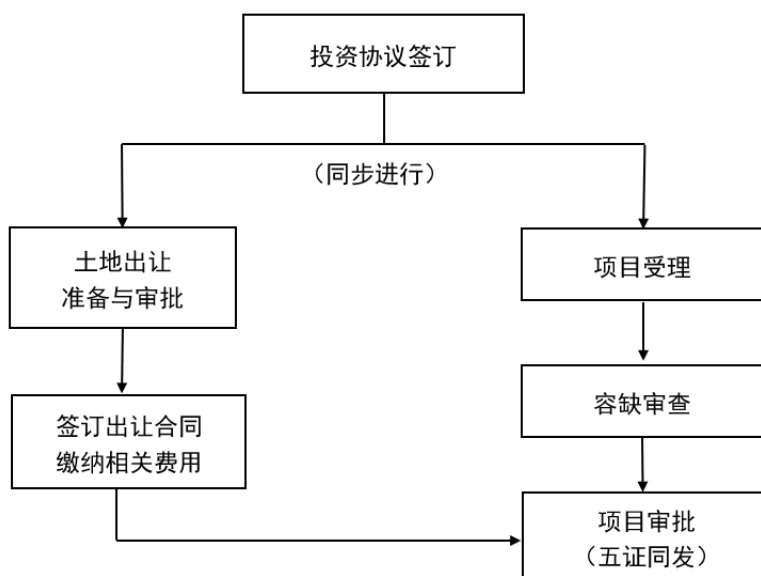 投资协议签订
（同步进行）
土地出让
准备与审批
项目受理
签订出让合同
缴纳相关费用
容缺审查
项目审批
（五证同发）